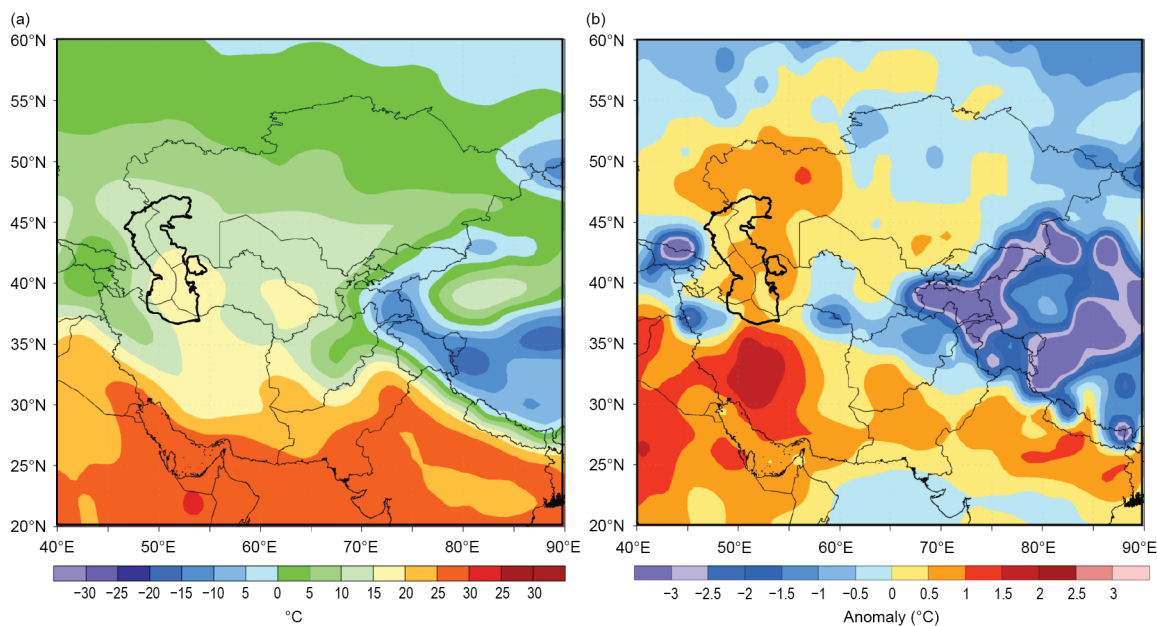 (a)
(b)
60°N
55°N
50°N
45°N
40°N
35°N
30°N
25°N
20°N
40°E 50°E 60°E 70°E 80°E 90°E
−30 −25 −20 −15 −10 5 0 5 10 15 20 25 30 25 30
°C
60°N
55°N
50°N
45°N
40°N
35°N
30°N
25°N
20°N
40°E 50°E 60°E 70°E 80°E 90°E
−3 −2.5 −2 −1.5 −1 −0.5 0 0.5 1 1.5 2 2.5 3
Anomaly (°C)